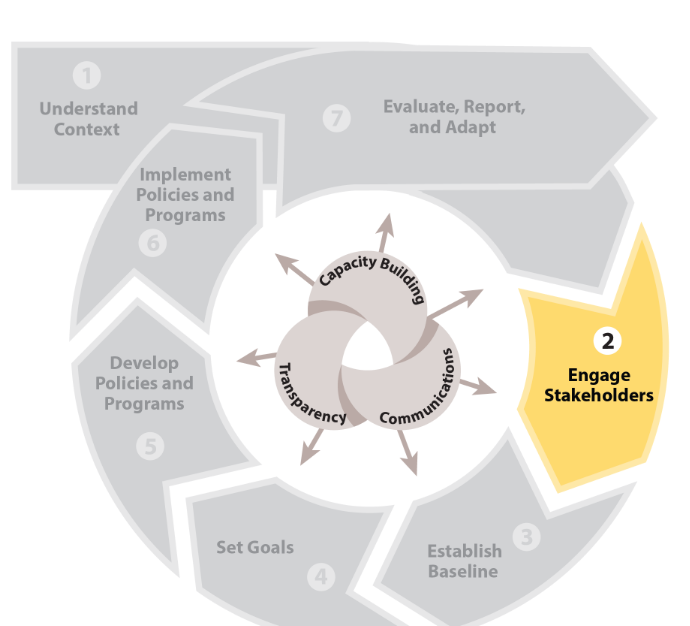 1
Understand
Context
7
Evaluate, Report,
and Adapt
Implement
Policies and
Programs
6
Capacity Building
2
Engage
Stakeholders
Transparency
Communications
Develop
Policies and
Programs
5
Set Goals
4
3
Establish
Baseline